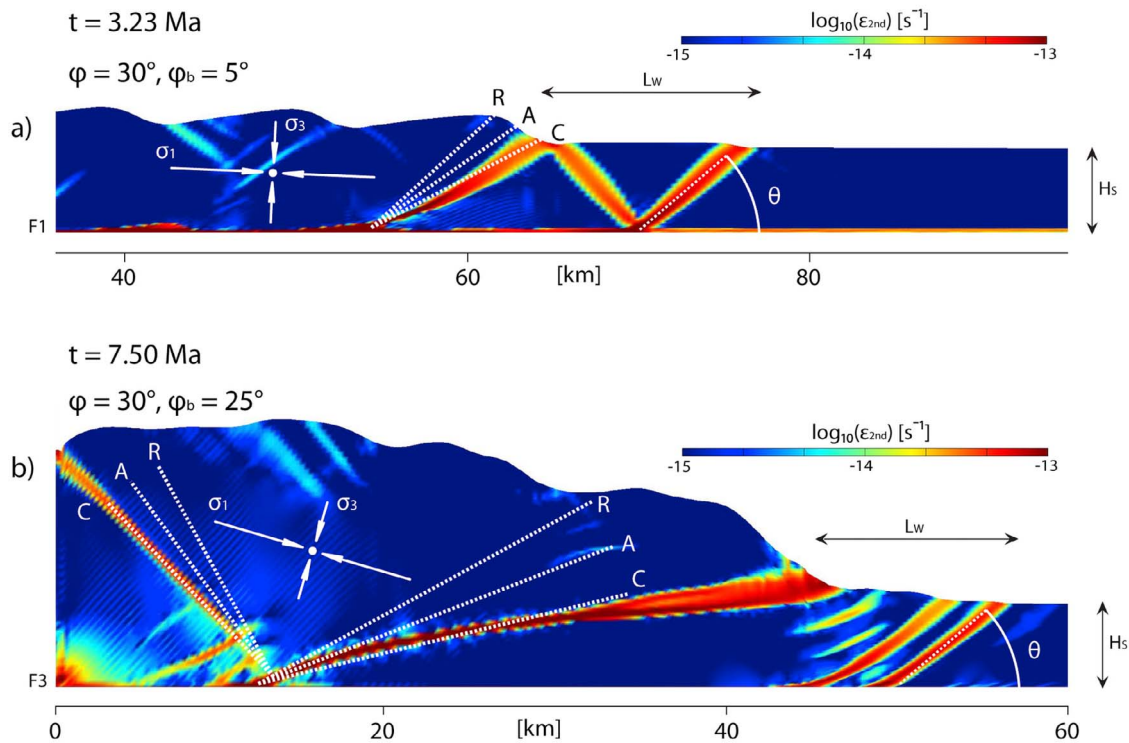 t = 3.23 Ma
φ = 30°, φb = 5°
log₁₀(ε₂ₙd) [s⁻¹]
-15
-13
Lw
a)
R
A
C
σ₃
σ₁
θ
Hs
F1
40
60
[km]
80
t = 7.50 Ma
φ = 30°, φb = 25°
log₁₀(ε₂ₙd) [s⁻¹]
-15
-13
b)
R
A
C
σ₁
σ₃
R
A
C
Lw
θ
Hs
F3
0
[km]
20
40
60